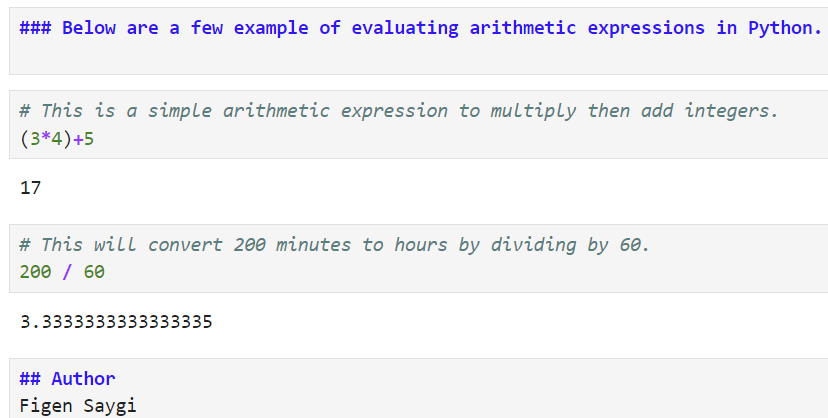 ### Below are a few example of evaluating arithmetic expressions in Python.
# This is a simple arithmetic expression to multiply then add integers.
(3*4)+5
17
# This will convert 200 minutes to hours by dividing by 60.
200 / 60
3.3333333333333335
## Author
Figen Saygi